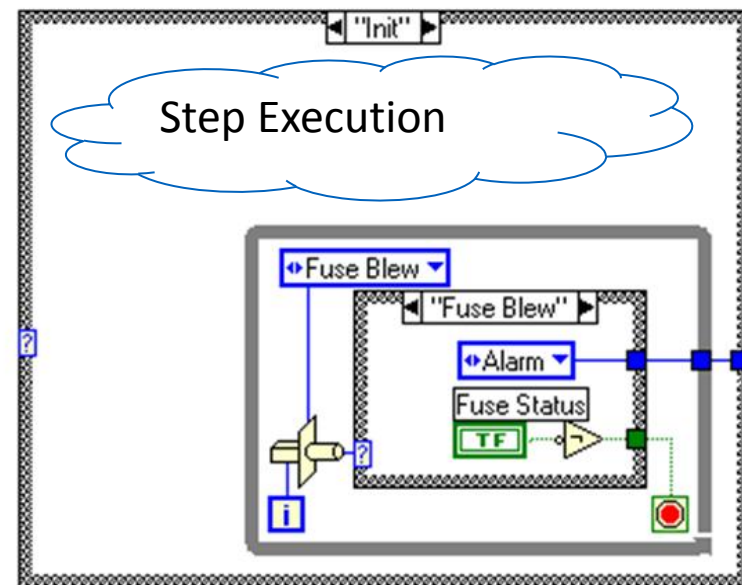 "Init"
Step Execution
Fuse Blew
"Fuse Blew"
Alarm
Fuse Status
TF
?
?
i